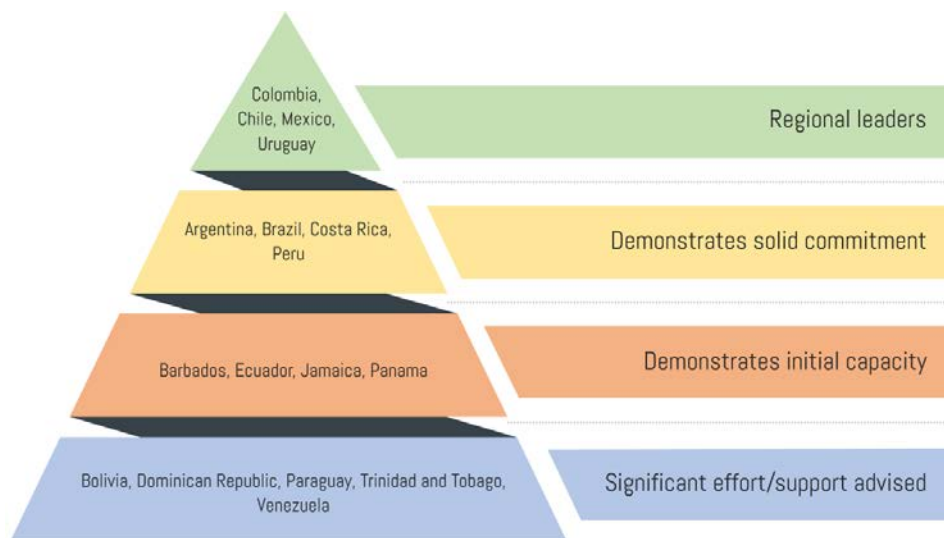 Colombia,
Chile, Mexico,
Uruguay
Regional leaders
Argentina, Brazil, Costa Rica,
Peru
Demonstrates solid commitment
Barbados, Ecuador, Jamaica, Panama
Demonstrates initial capacity
Bolivia, Dominican Republic, Paraguay, Trinidad and Tobago,
Venezuela
Significant effort/support advised